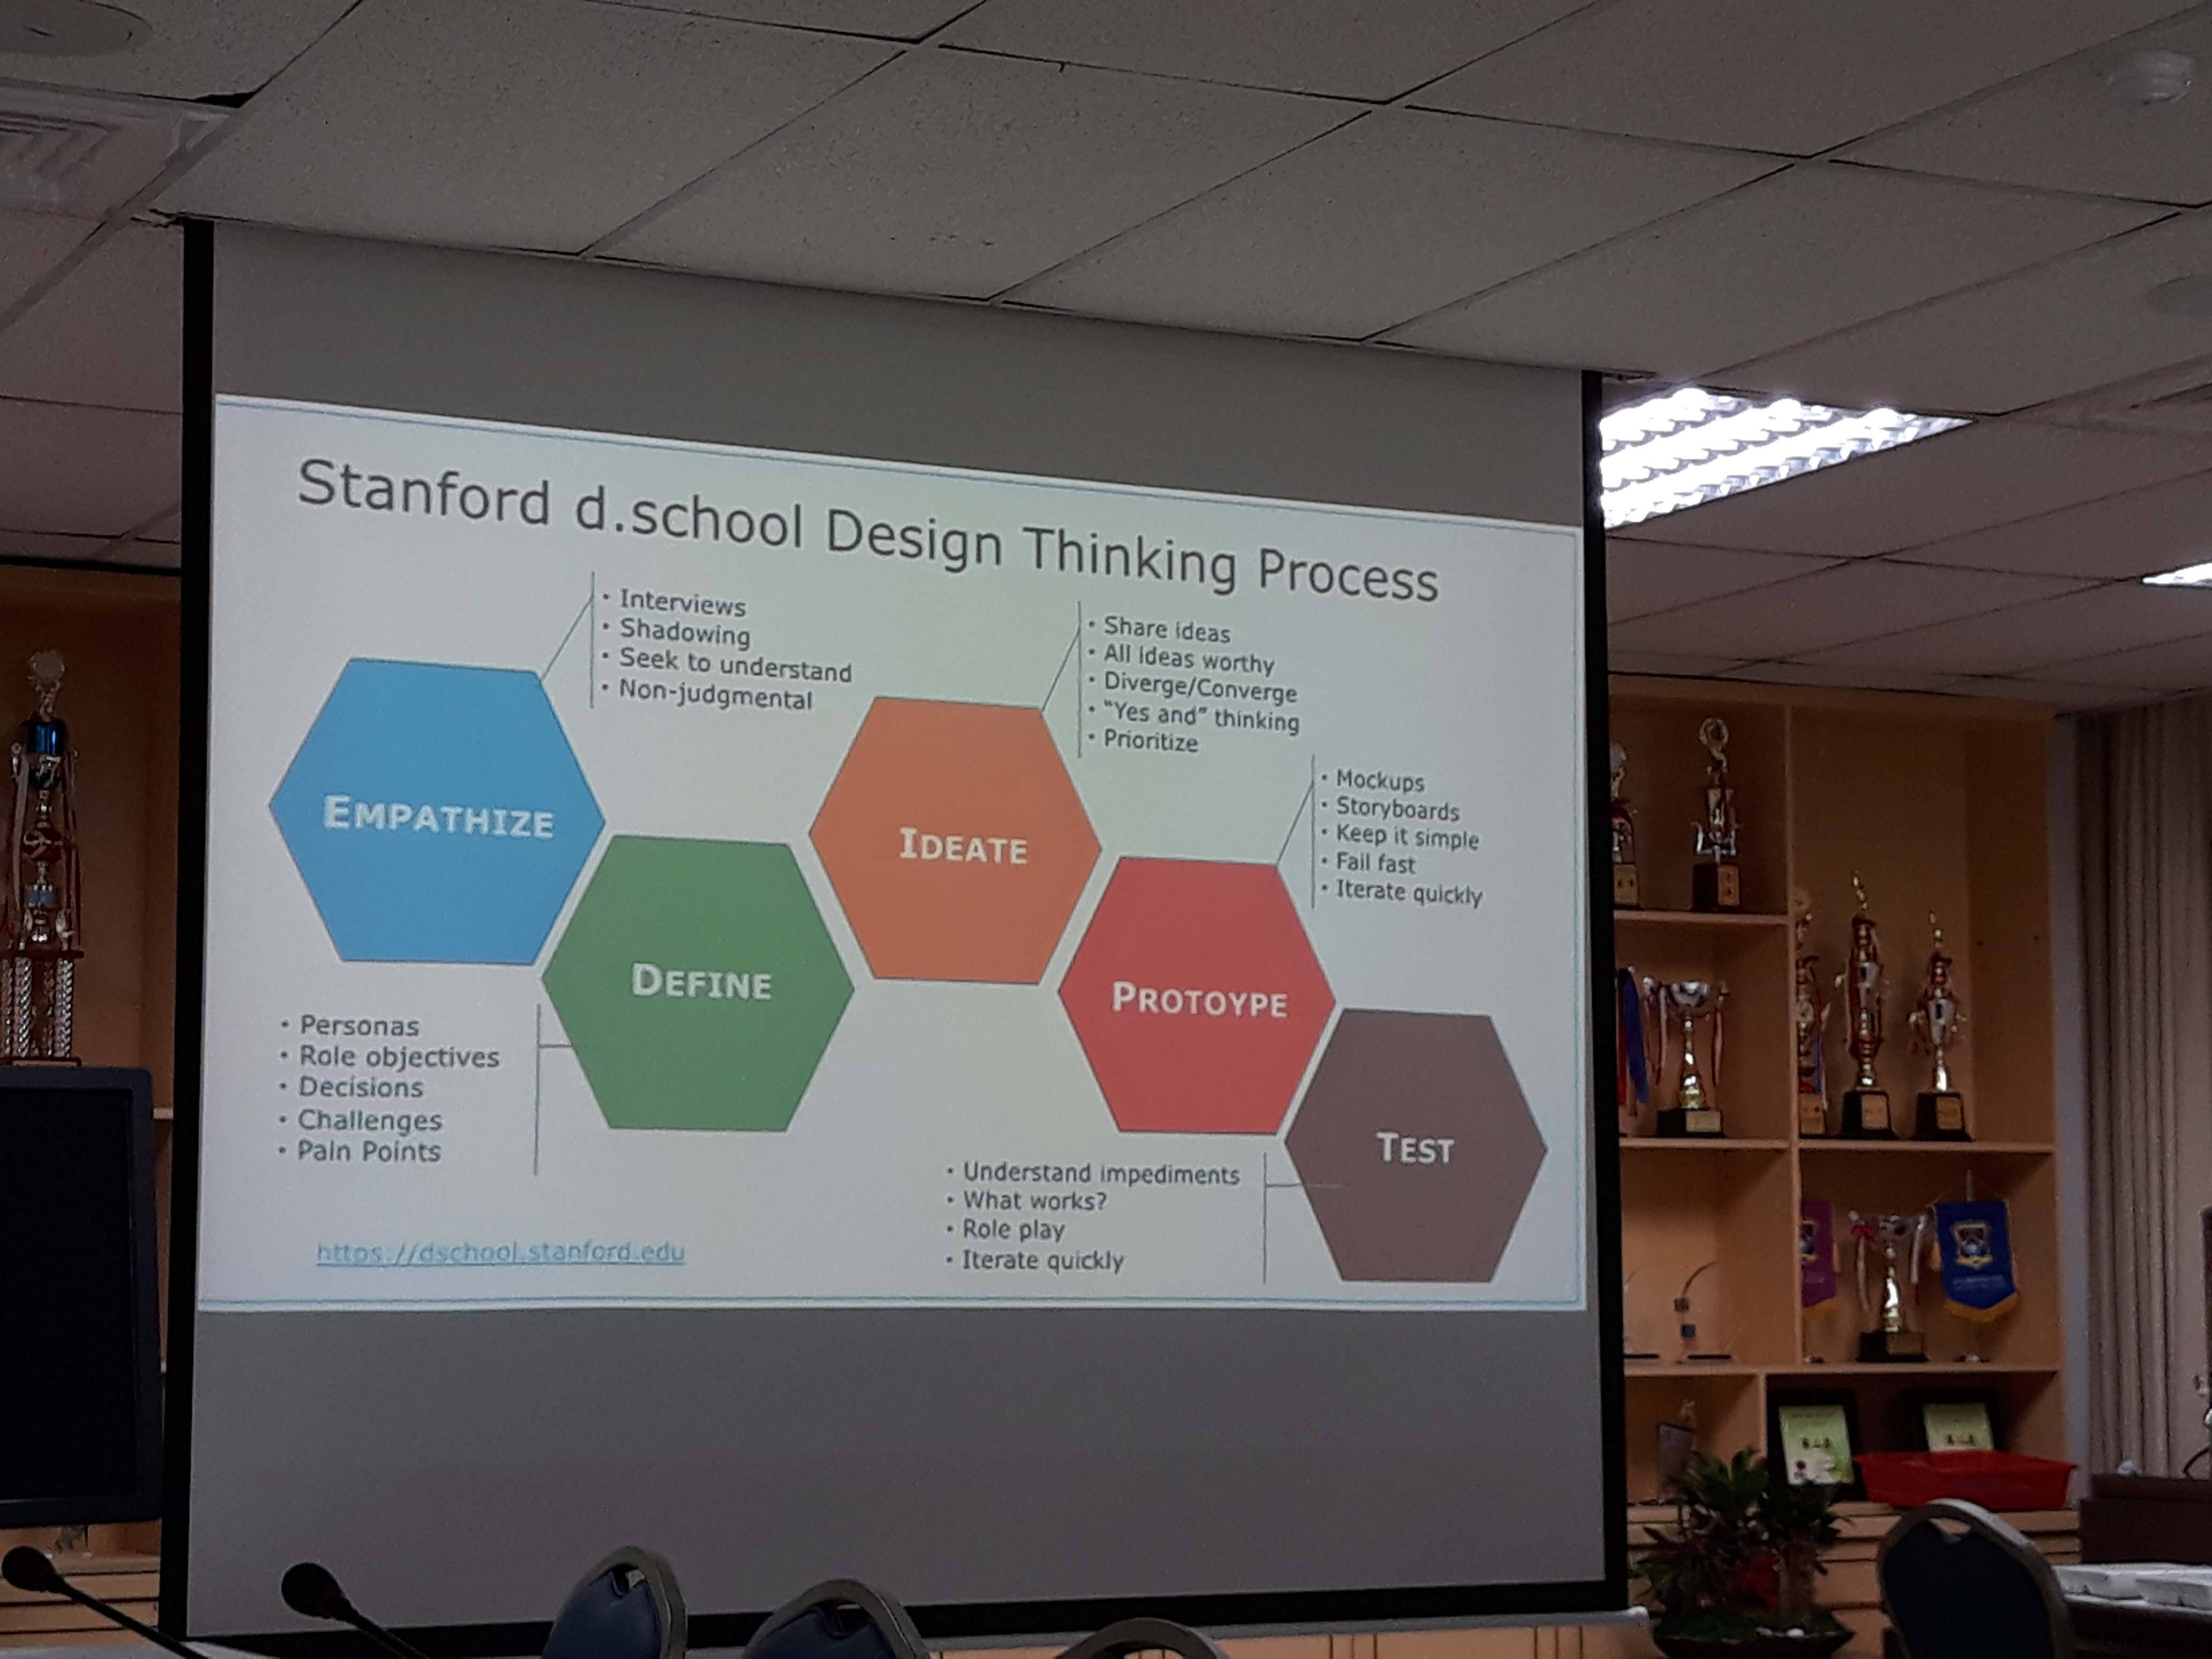 Stanford d.school Design Thinking Process
• Interviews
• Shadowing
• Seek to understand
• Non-judgmental
• Share ideas
• All ideas worthy
• Diverge/Converge
• “Yes and” thinking
• Prioritize
• Mockups
• Storyboards
• Keep it simple
• Fail fast
• Iterate quickly
EMPATHIZE
IDEATE
DEFINE
PROTOYPE
TEST
• Personas
• Role objectives
• Decisions
• Challenges
• Pain Points
• Understand impediments
• What works?
• Role play
• Iterate quickly
https://dschool.stanford.edu